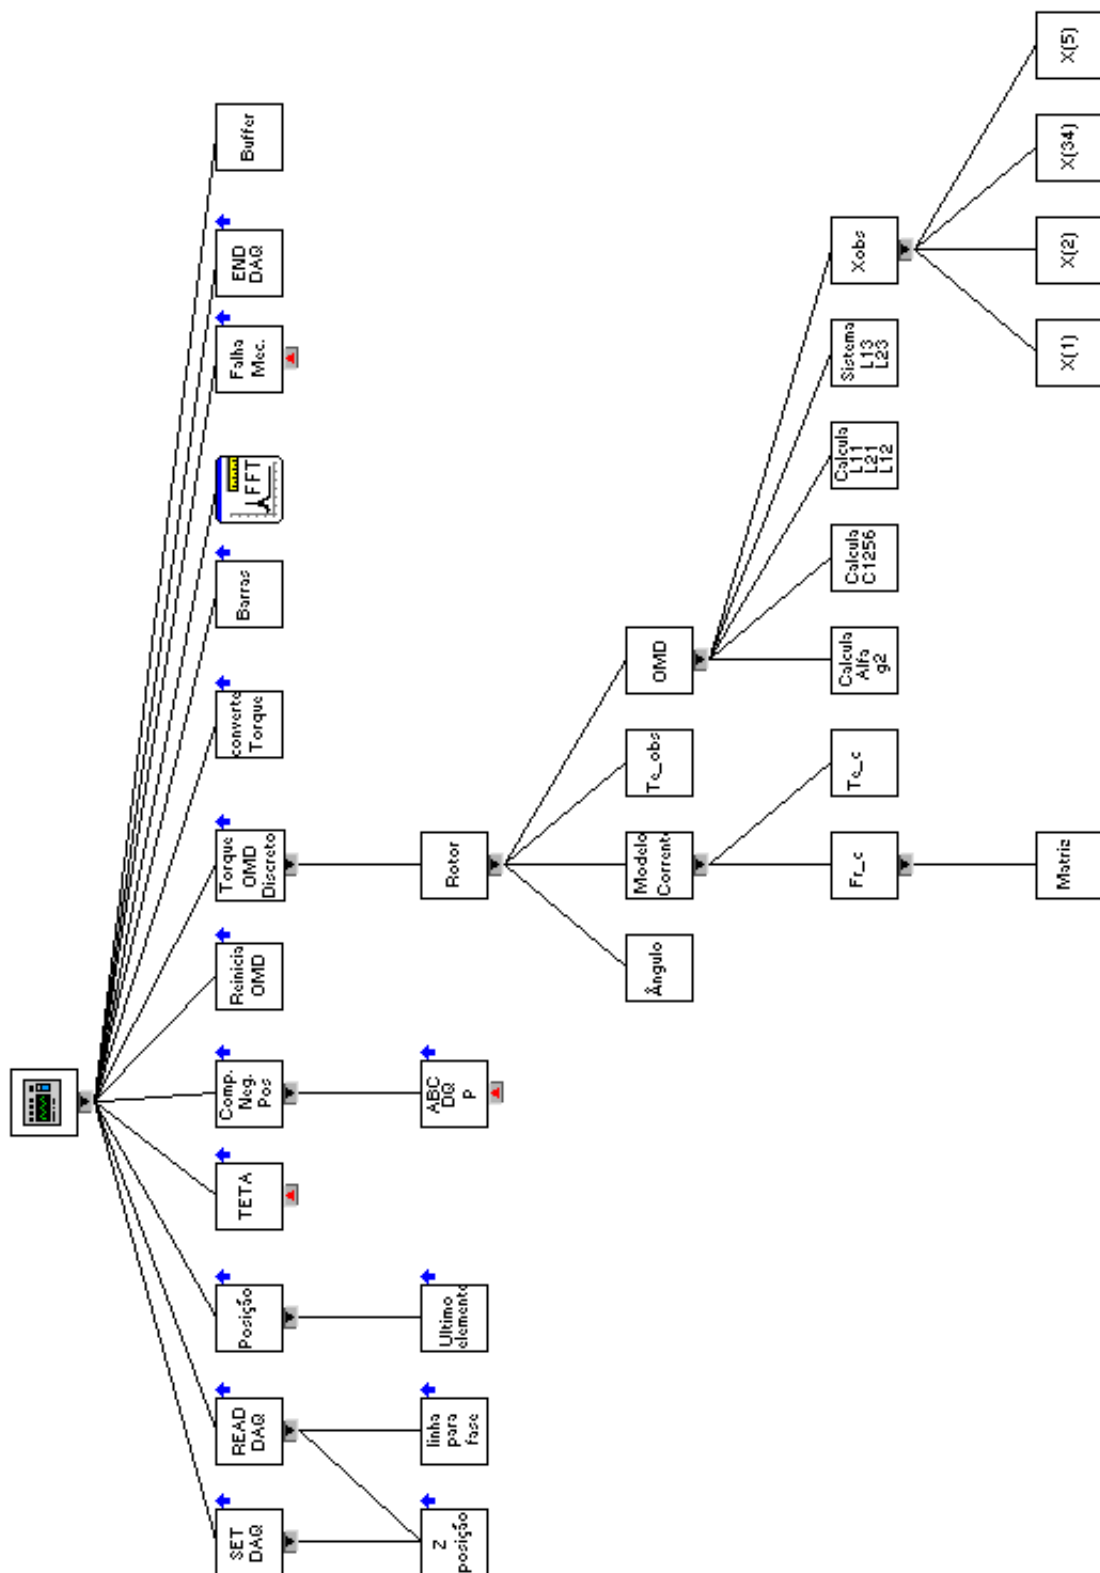 SET
DAQ
READ
DAQ
Posição
TETA
Comp.
Neg.
Pos
Reinicia
OMD
Torque
OMD
Discreto
converte
Torque
Barras
FFT
Falha
Mec.
END
DAQ
Buffer
Z
posição
linha
para
fase
Ultimo
elemento
ABC
DQ
P
Rotor
Ângulo
Modelo
Corrente
Te_obs
OMD
Fr_c
Te_c
Calcula
Alfa
g2
Calcula
C1256
Calcula
L11
L21
L12
Sistema
L13
L23
Xobs
Matriz
X(1)
X(2)
X(34)
X(5)